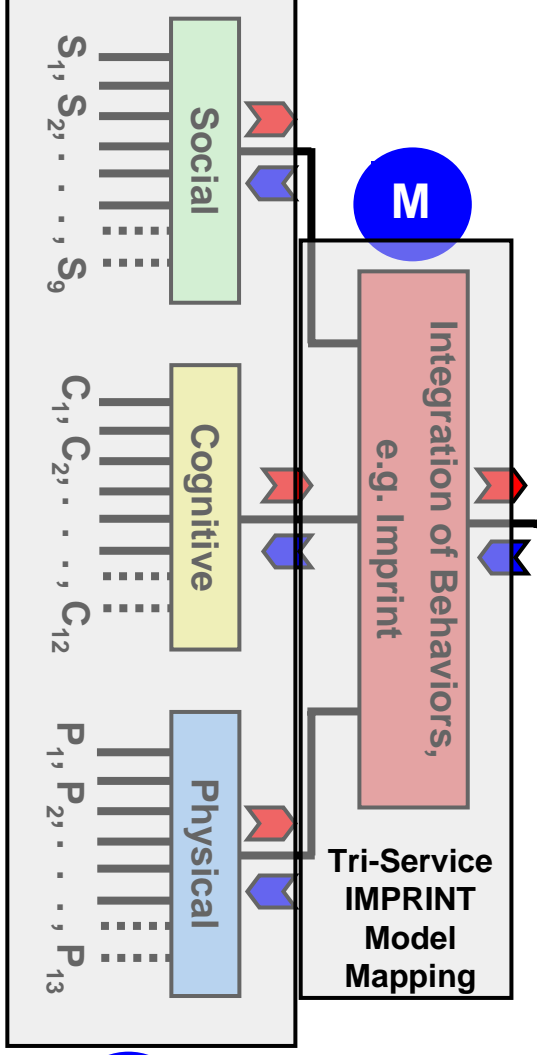 S1, S2, . . . , S9
Social
M
Integration of Behaviors,
e.g. Imprint
C1, C2, . . . , C12
Cognitive
P1, P2, . . . , P13
Physical
Tri-Service
IMPRINT
Model
Mapping